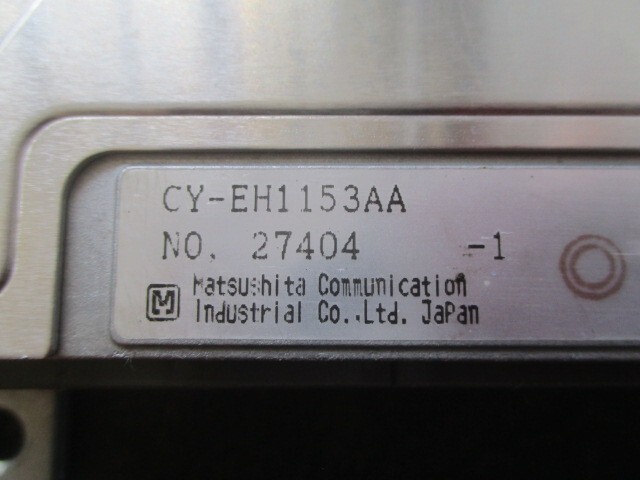 CY-EH1153AA
NO. 27404 -1
M Matsushita Communication
Industrial Co.,Ltd. JaPan